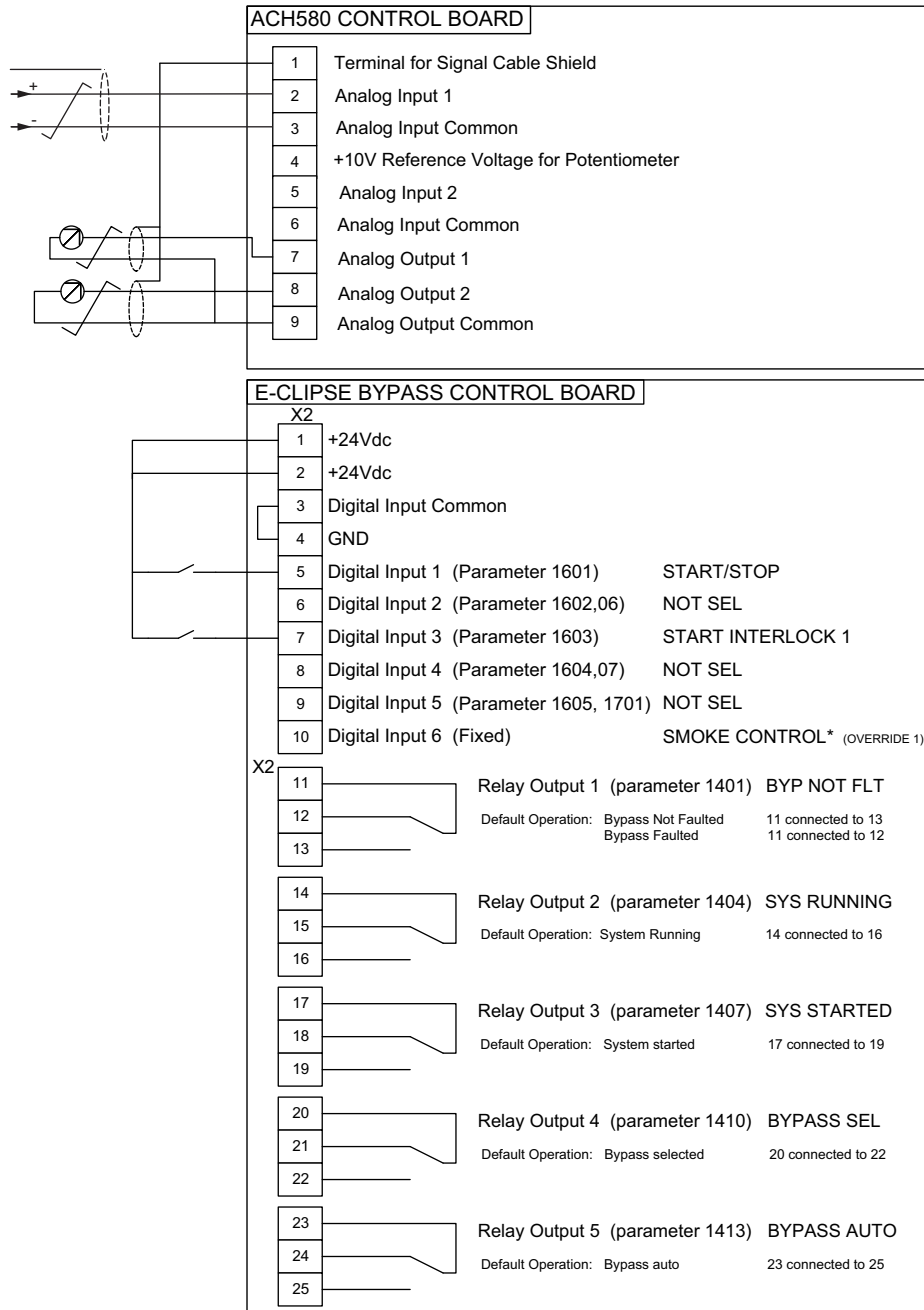 ACH580 CONTROL BOARD
1 Terminal for Signal Cable Shield
+
2 Analog Input 1
-
3 Analog Input Common
4 +10V Reference Voltage for Potentiometer
5 Analog Input 2
6 Analog Input Common
7 Analog Output 1
8 Analog Output 2
9 Analog Output Common
E-CLIPSE BYPASS CONTROL BOARD
X2
1 +24Vdc
2 +24Vdc
3 Digital Input Common
4 GND
5 Digital Input 1 (Parameter 1601) START/STOP
6 Digital Input 2 (Parameter 1602,06) NOT SEL
7 Digital Input 3 (Parameter 1603) START INTERLOCK 1
8 Digital Input 4 (Parameter 1604,07) NOT SEL
9 Digital Input 5 (Parameter 1605, 1701) NOT SEL
10 Digital Input 6 (Fixed) SMOKE CONTROL* (OVERRIDE 1)
X2
11 Relay Output 1 (parameter 1401) BYP NOT FLT
12 Default Operation: Bypass Not Faulted 11 connected to 13
Bypass Faulted 11 connected to 12
13
14 Relay Output 2 (parameter 1404) SYS RUNNING
15 Default Operation: System Running 14 connected to 16
16
17 Relay Output 3 (parameter 1407) SYS STARTED
18 Default Operation: System started 17 connected to 19
19
20 Relay Output 4 (parameter 1410) BYPASS SEL
21 Default Operation: Bypass selected 20 connected to 22
22
23 Relay Output 5 (parameter 1413) BYPASS AUTO
24 Default Operation: Bypass auto 23 connected to 25
25